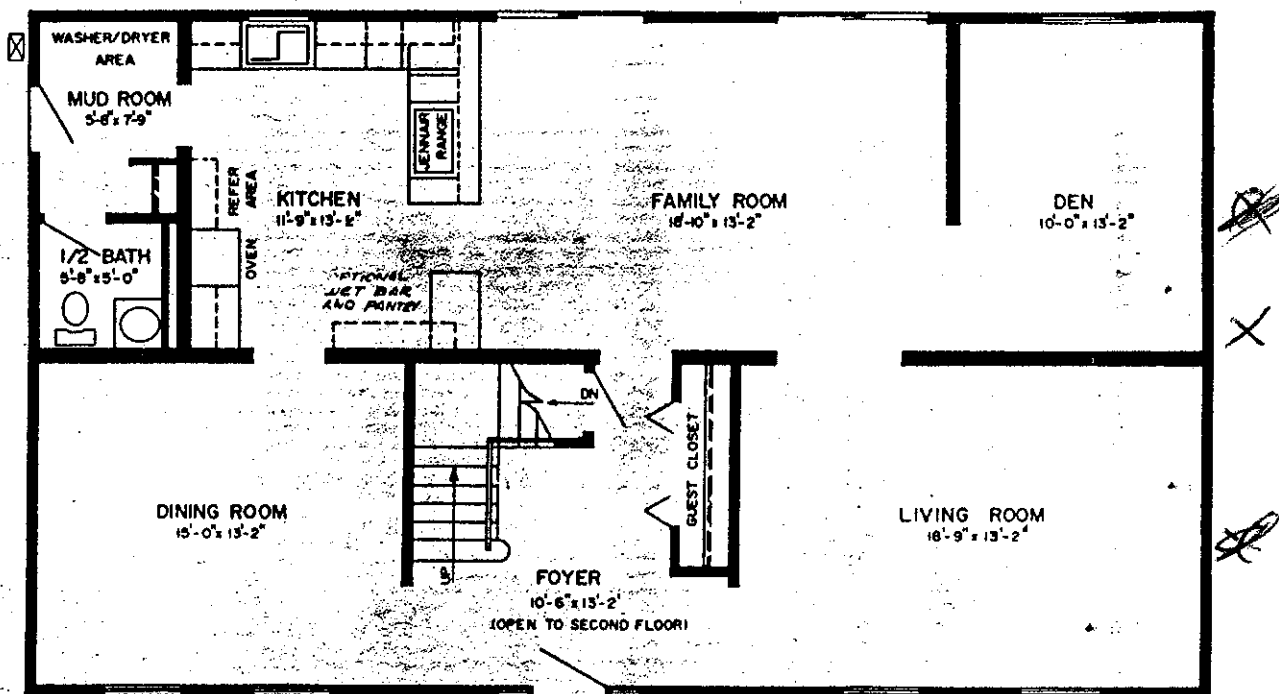 WASHER/DRYER
AREA
MUD ROOM
5'-8" x 7'-9"
JENNAIR
RANGE
REFER
AREA
OVEN
KITCHEN
11'-9" x 13'-2"
FAMILY ROOM
18'-10" x 13'-2"
DEN
10'-0" x 13'-2"
1/2 BATH
5'-8" x 5'-0"
OPTIONAL
WET BAR
AND PANTRY
DN
GUEST CLOSET
DINING ROOM
15'-0" x 13'-2"
UP
FOYER
10'-6" x 13'-2"
(OPEN TO SECOND FLOOR)
LIVING ROOM
18'-9" x 13'-2"